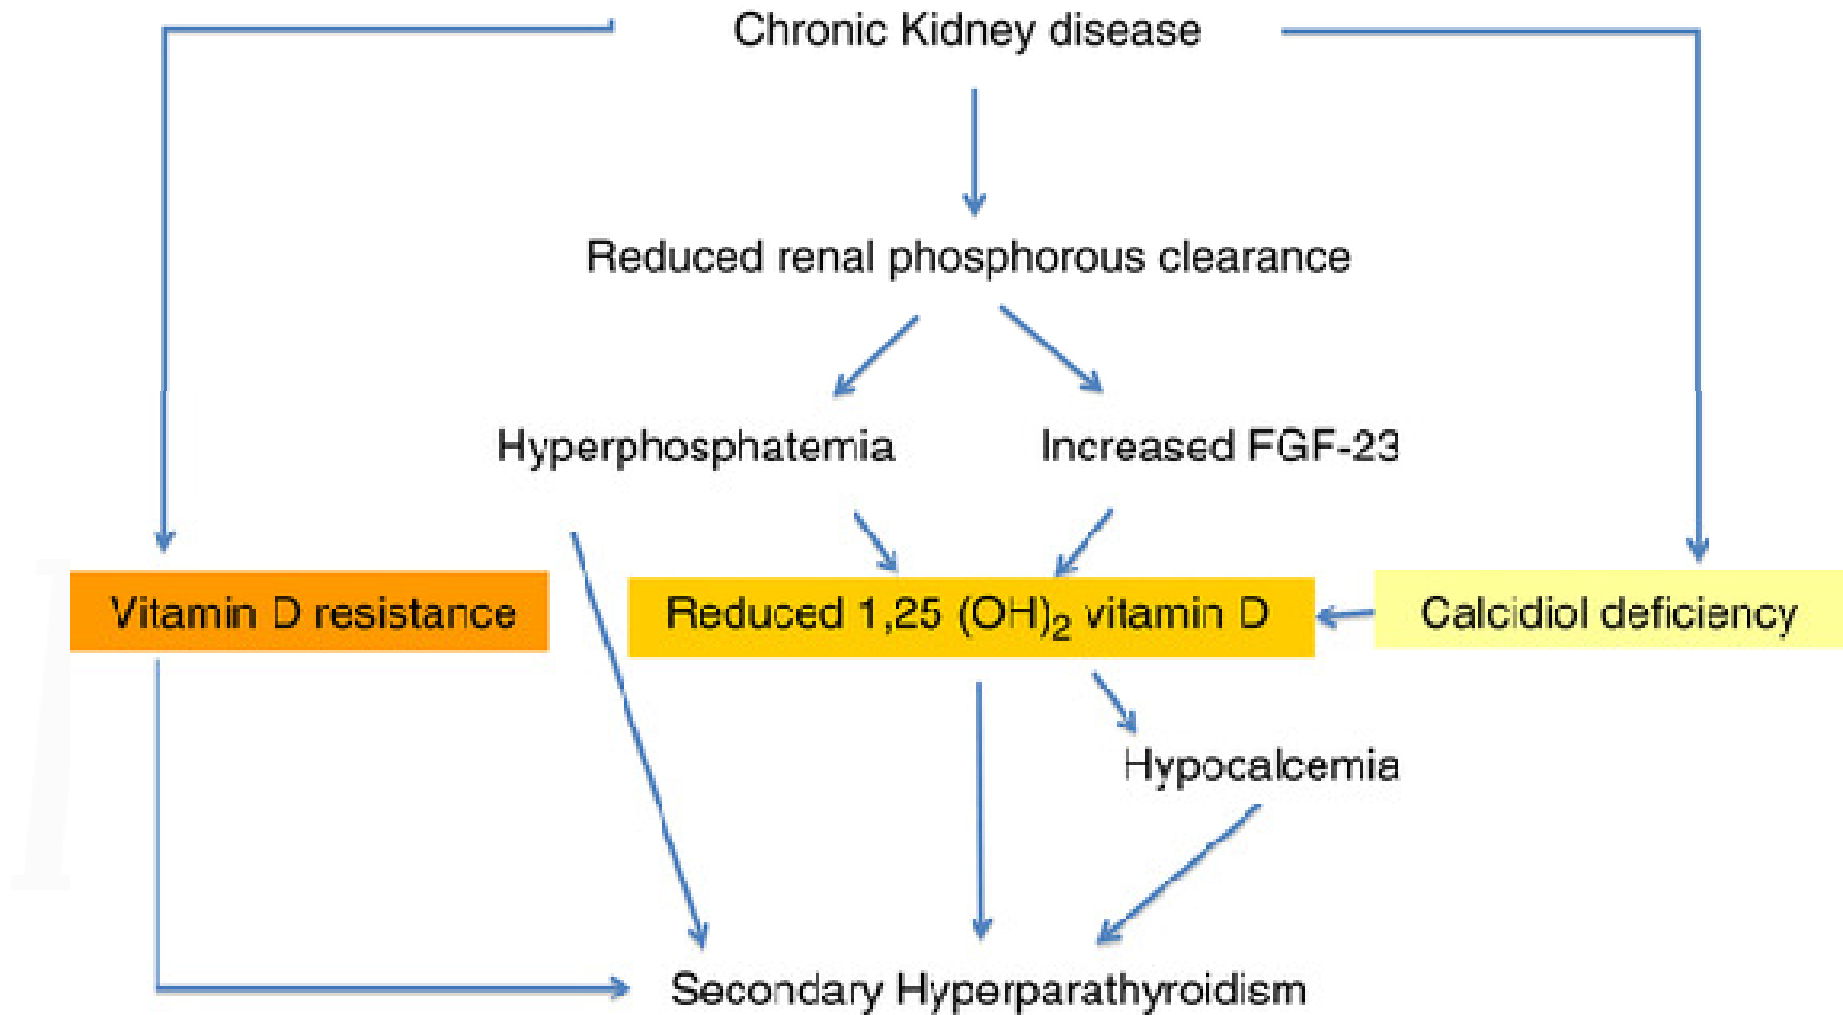 Chronic Kidney disease
Reduced renal phosphorous clearance
Hyperphosphatemia
Increased FGF-23
Vitamin D resistance
Reduced 1,25 (OH)₂ vitamin D
Calcidiol deficiency
Hypocalcemia
Secondary Hyperparathyroidism